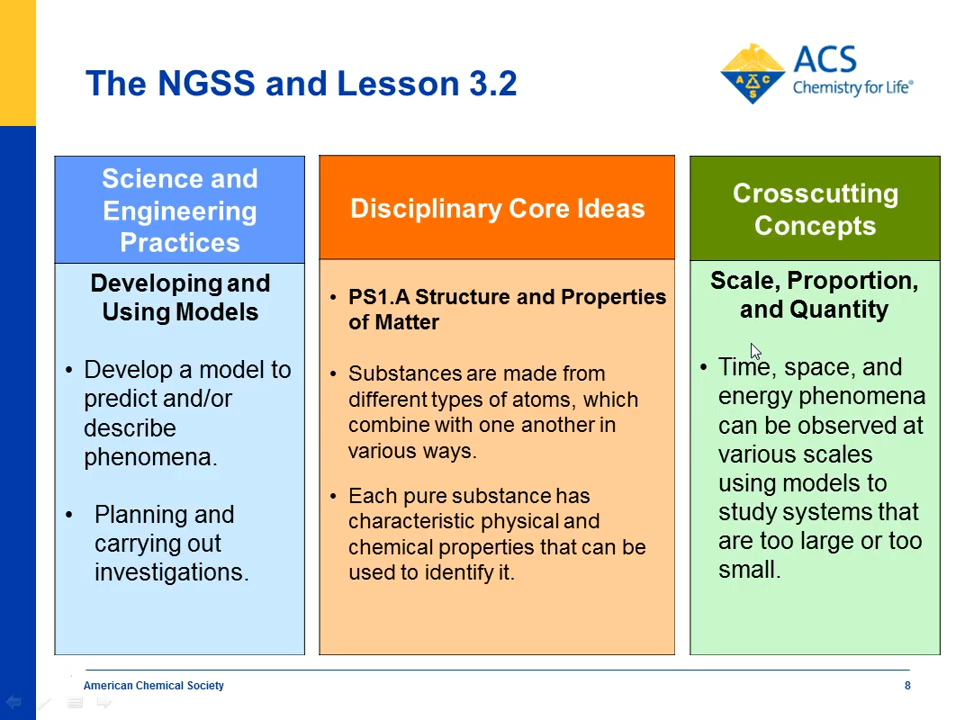 The NGSS and Lesson 3.2
A C C S
ACS
Chemistry for Life®
Science and
Engineering
Practices
Developing and
Using Models
• Develop a model to
predict and/or
describe
phenomena.
• Planning and
carrying out
investigations.
Disciplinary Core Ideas
• PS1.A Structure and Properties
of Matter
• Substances are made from
different types of atoms, which
combine with one another in
various ways.
• Each pure substance has
characteristic physical and
chemical properties that can be
used to identify it.
Crosscutting
Concepts
Scale, Proportion,
and Quantity
• Time, space, and
energy phenomena
can be observed at
various scales
using models to
study systems that
are too large or too
small.
American Chemical Society
8